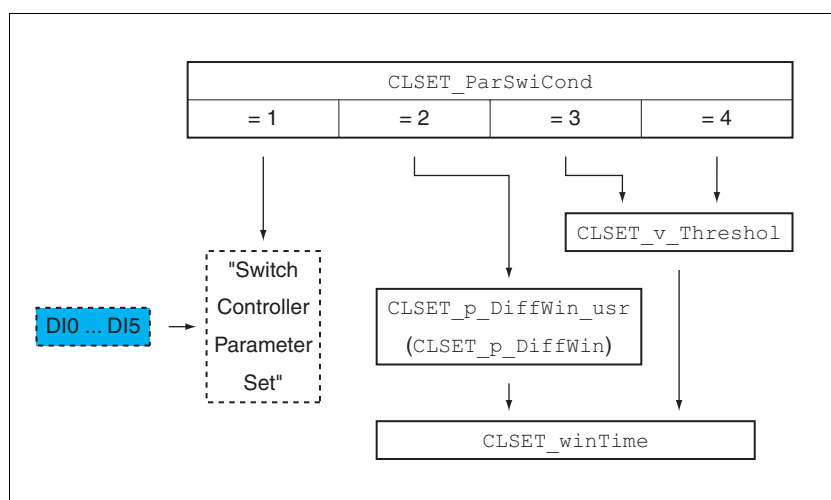 CLSET_ParSwiCond
= 1 = 2 = 3 = 4
CLSET_v_Threshol
"Switch
Controller
Parameter
Set"
DI0 ... DI5
CLSET_p_DiffWin_usr
(CLSET_p_DiffWin)
CLSET_winTime